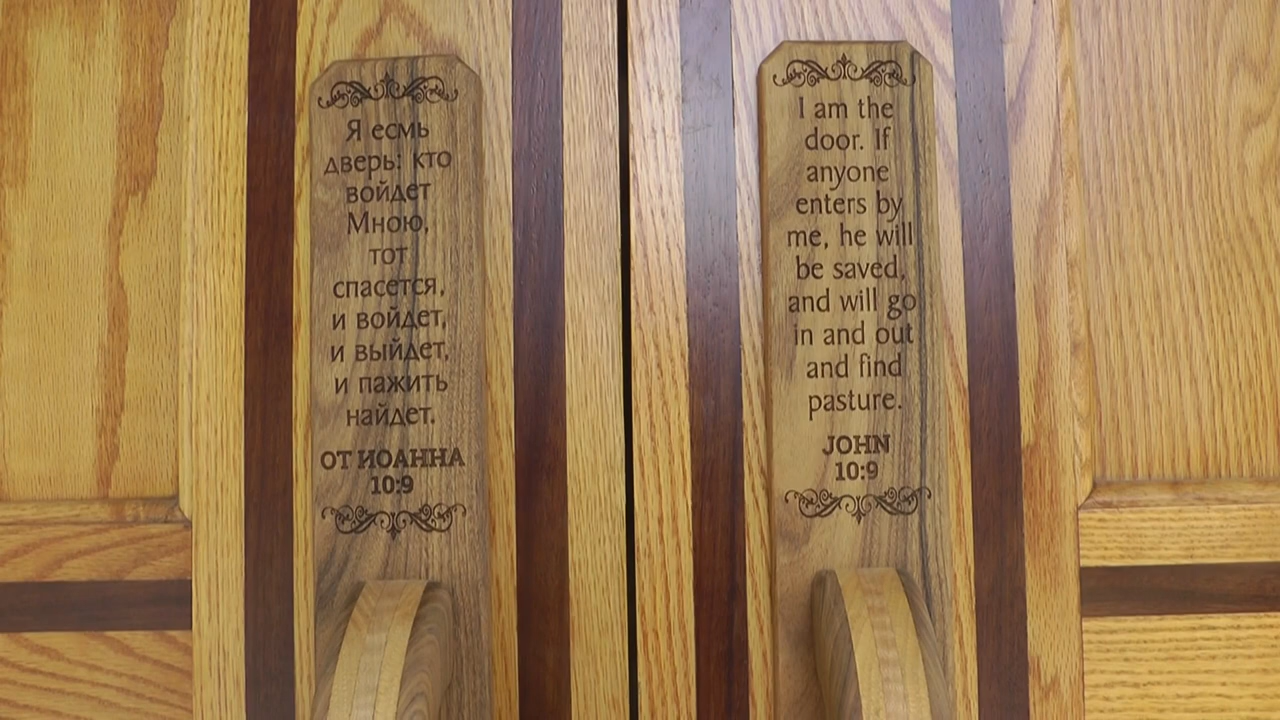 Я есмь
дверь: кто
войдет
Мною,
тот
спасется,
и войдет,
и выйдет,
и пажить
найдет.
ОТ ИОАННА
10:9
I am the
door. If
anyone
enters by
me, he will
be saved,
and will go
in and out
and find
pasture.
JOHN
10:9